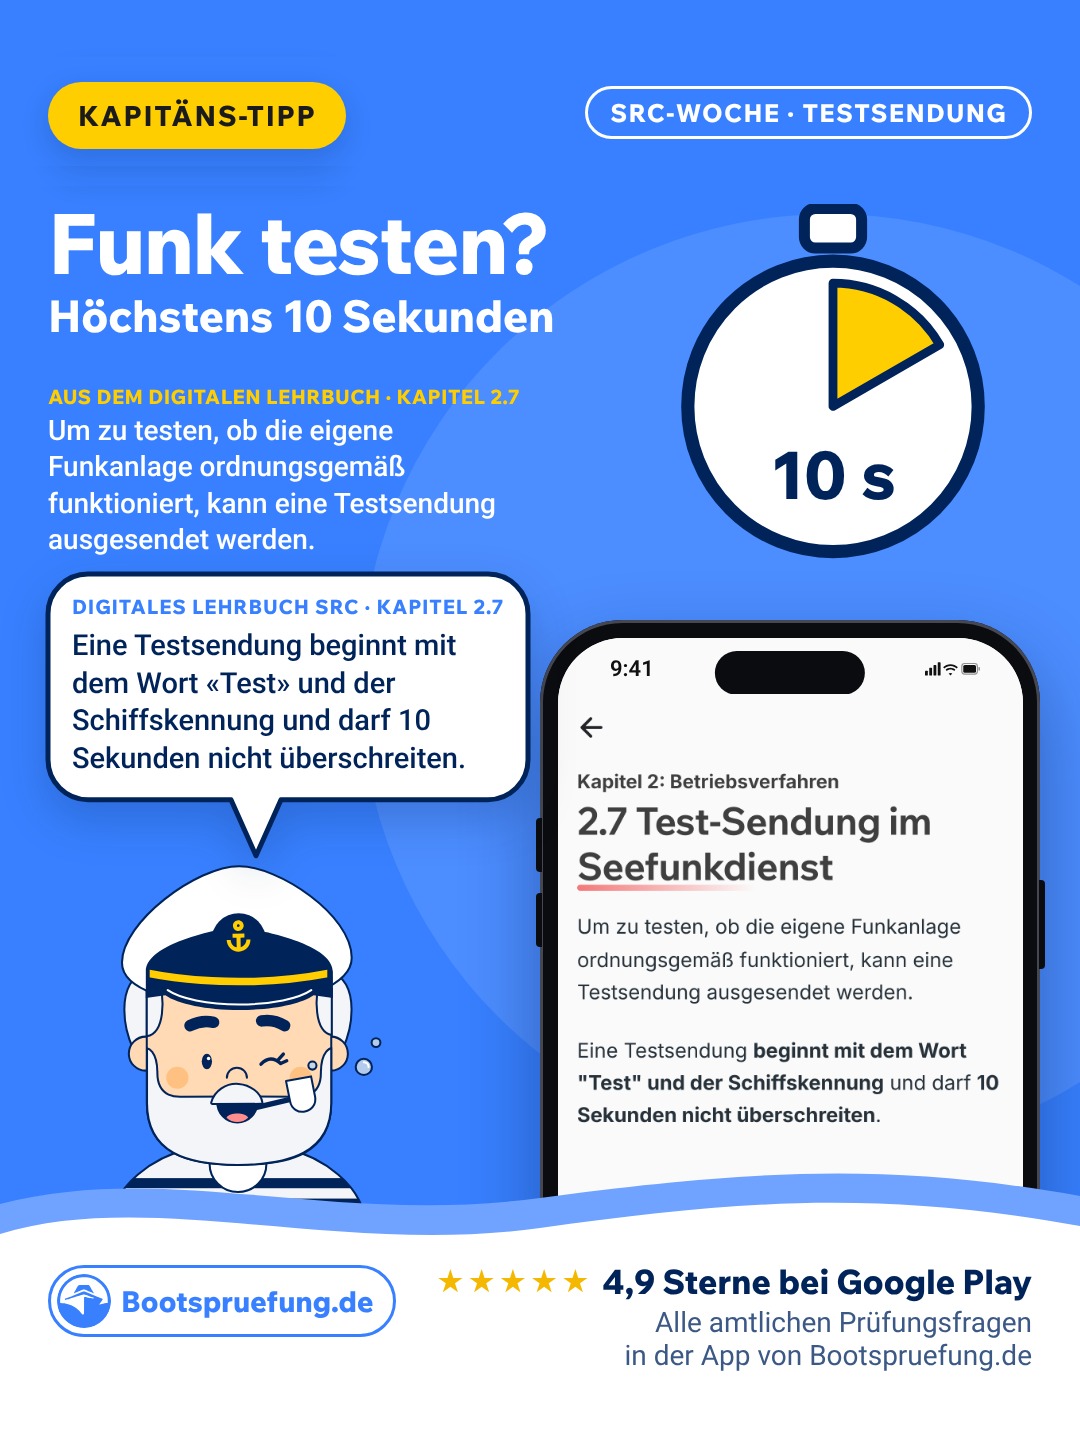 KAPITÄNS-TIPP
SRC-WOCHE · TESTSENDUNG
Funk testen?
Höchstens 10 Sekunden
AUS DEM DIGITALEN LEHRBUCH · KAPITEL 2.7
Um zu testen, ob die eigene
Funkanlage ordnungsgemäß
funktioniert, kann eine Testsendung
ausgesendet werden.
10 s
DIGITALES LEHRBUCH SRC · KAPITEL 2.7
Eine Testsendung beginnt mit
dem Wort «Test» und der
Schiffskennung und darf 10
Sekunden nicht überschreiten.
9:41
Kapitel 2: Betriebsverfahren
2.7 Test-Sendung im
Seefunkdienst
Um zu testen, ob die eigene Funkanlage
ordnungsgemäß funktioniert, kann eine
Testsendung ausgesendet werden.
Eine Testsendung beginnt mit dem Wort
"Test" und der Schiffskennung und darf 10
Sekunden nicht überschreiten.
Bootspruefung.de
★★★★★ 4,9 Sterne bei Google Play
Alle amtlichen Prüfungsfragen
in der App von Bootspruefung.de